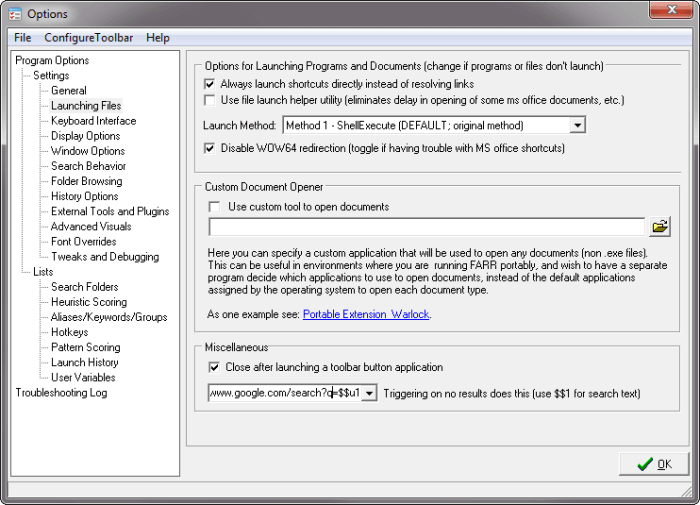 Options
File ConfigureToolbar Help
Program Options
Settings
General
Launching Files
Keyboard Interface
Display Options
Window Options
Search Behavior
Folder Browsing
History Options
External Tools and Plugins
Advanced Visuals
Font Overrides
Tweaks and Debugging
Lists
Search Folders
Heuristic Scoring
Aliases/Keywords/Groups
Hotkeys
Pattern Scoring
Launch History
User Variables
Troubleshooting Log
Options for Launching Programs and Documents (change if programs or files don't launch)
Always launch shortcuts directly instead of resolving links
Use file launch helper utility (eliminates delay in opening of some ms office documents, etc.)
Launch Method: Method 1 - ShellExecute (DEFAULT; original method)
Disable WOW64 redirection (toggle if having trouble with MS office shortcuts)
Custom Document Opener
Use custom tool to open documents
Here you can specify a custom application that will be used to open any documents (non .exe files).
This can be useful in environments where you are running FARR portably, and wish to have a separate
program decide which applications to use to open documents, instead of the default applications
assigned by the operating system to open each document type.
As one example see: Portable Extension Warlock.
Miscellaneous
Close after launching a toolbar button application
www.google.com/search?q=$$u1 Triggering on no results does this (use $$1 for search text)
OK